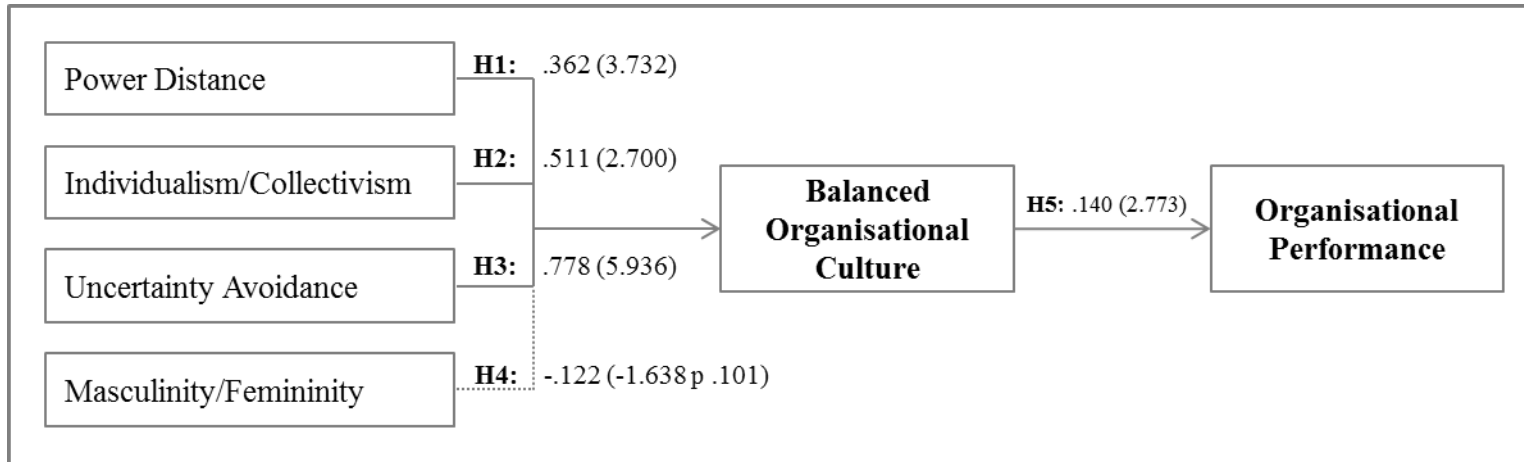 Power Distance
H1: .362 (3.732)
Individualism/Collectivism
H2: .511 (2.700)
Uncertainty Avoidance
H3: .778 (5.936)
Masculinity/Femininity
H4: -.122 (-1.638 p .101)
Balanced
Organisational
Culture
H5: .140 (2.773)
Organisational
Performance